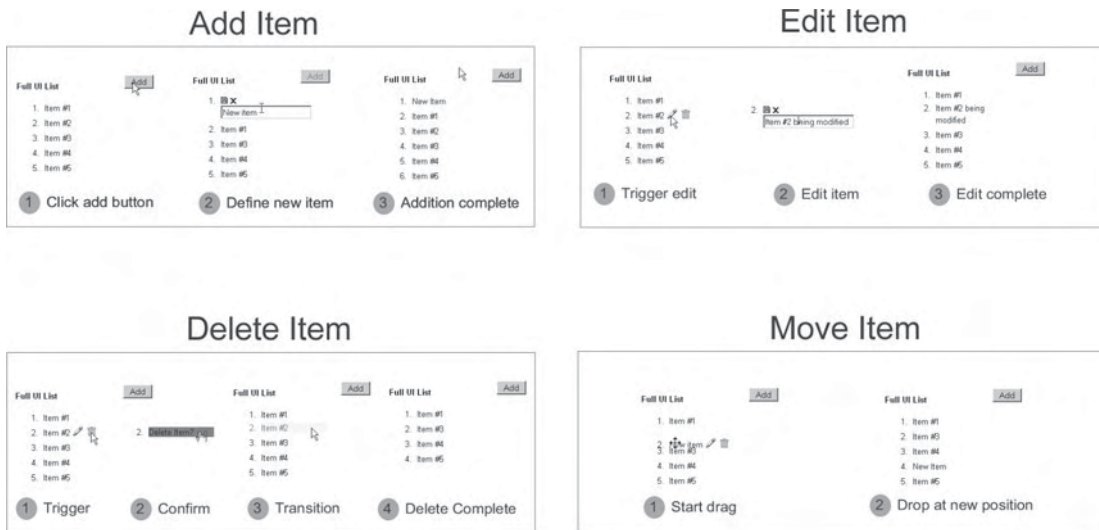 Add Item
Full UI List
Add
1. Item #1
2. Item #2
3. Item #3
4. Item #4
5. Item #5
1 Click add button
Full UI List
Add
1. X
New item
2. Item #1
3. Item #3
4. Item #4
5. Item #5
2 Define new item
Full UI List
Add
1. New Item
2. Item #1
3. Item #2
4. Item #3
5. Item #4
6. Item #5
3 Addition complete
Edit Item
Full UI List
1. Item #1
2. Item #2
3. Item #3
4. Item #4
5. Item #5
1 Trigger edit
2. X
Item #2 being modified
2 Edit item
Full UI List
Add
1. Item #1
2. Item #2 being
modified
3. Item #3
4. Item #4
5. Item #5
3 Edit complete
Delete Item
Full UI List
Add
1. Item #1
2. Item #2
3. Item #3
4. Item #4
5. Item #5
1 Trigger
2. Delete Item?
2 Confirm
Full UI List
Add
1. Item #1
2. Item #2
3. Item #3
4. Item #4
5. Item #5
3 Transition
Full UI List
Add
1. Item #1
2. Item #3
3. Item #4
4. Item #5
4 Delete Complete
Move Item
Full UI List
Add
1. Item #1
2. item
3. Item #3
4. Item #4
5. Item #5
1 Start drag
Full UI List
Add
1. Item #1
2. Item #3
3. Item #4
4. New Item
5. Item #5
2 Drop at new position